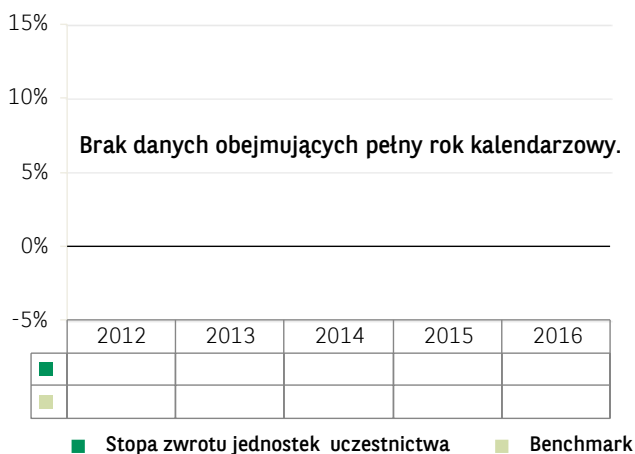 15%
10%
Brak danych obejmujących pełny rok kalendarzowy.
5%
0%
-5%
2012 2013 2014 2015 2016
Stopa zwrotu jednostek uczestnictwa Benchmark